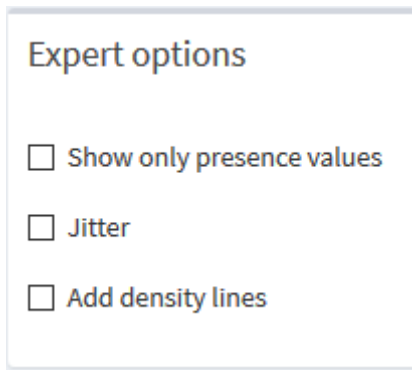 Expert options
Show only presence values
Jitter
Add density lines